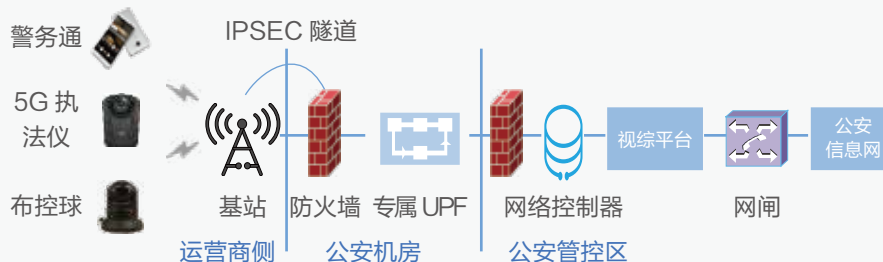 警务通
IPSEC 隧道
5G 执
法仪
布控球
视综平台
公安
信息网
基站
防火墙
专属 UPF
网络控制器
网闸
运营商侧
公安机房
公安管控区